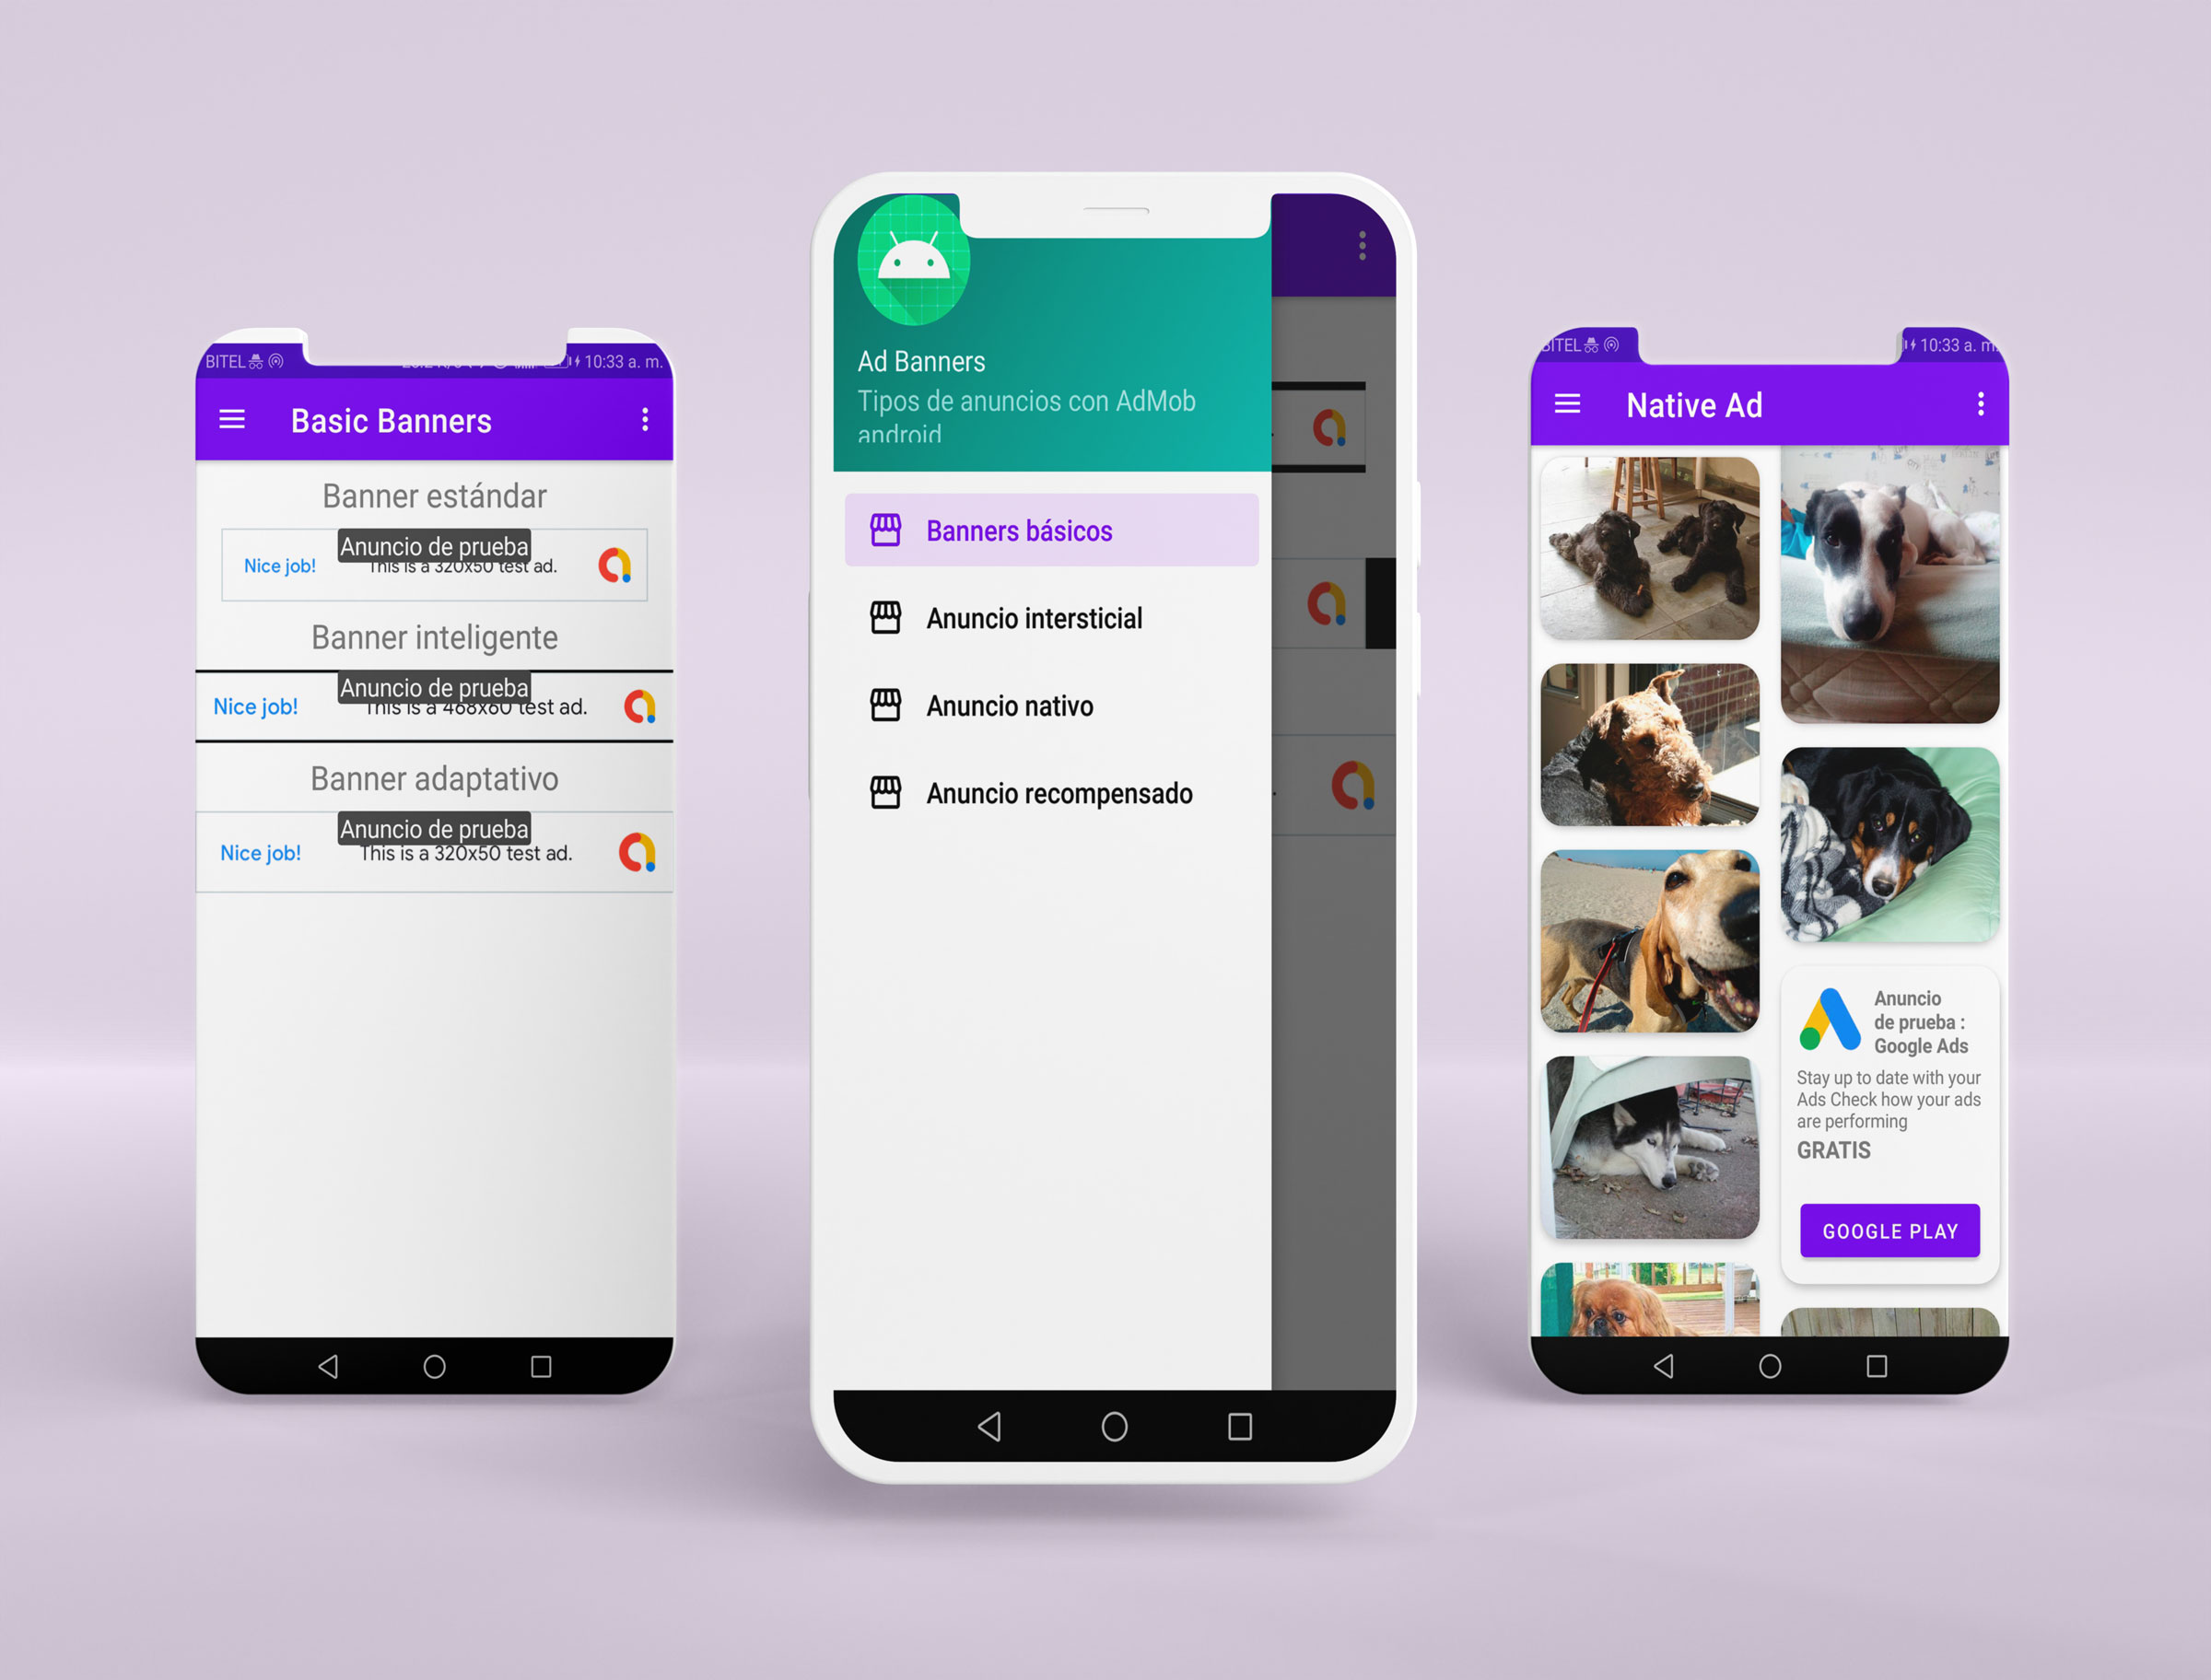 BITEL
10:33 a. m.
Basic Banners
Banner estándar
Anuncio de prueba
Nice job!
This is a 320x50 test ad.
Banner inteligente
Anuncio de prueba
Nice job!
This is a 468x60 test ad.
Banner adaptativo
Anuncio de prueba
Nice job!
This is a 320x50 test ad.
Ad Banners
Tipos de anuncios con AdMob
android
Banners básicos
Anuncio intersticial
Anuncio nativo
Anuncio recompensado
BITEL
10:33 a. m.
Native Ad
Anuncio
de prueba :
Google Ads
Stay up to date with your
Ads Check how your ads
are performing
GRATIS
GOOGLE PLAY